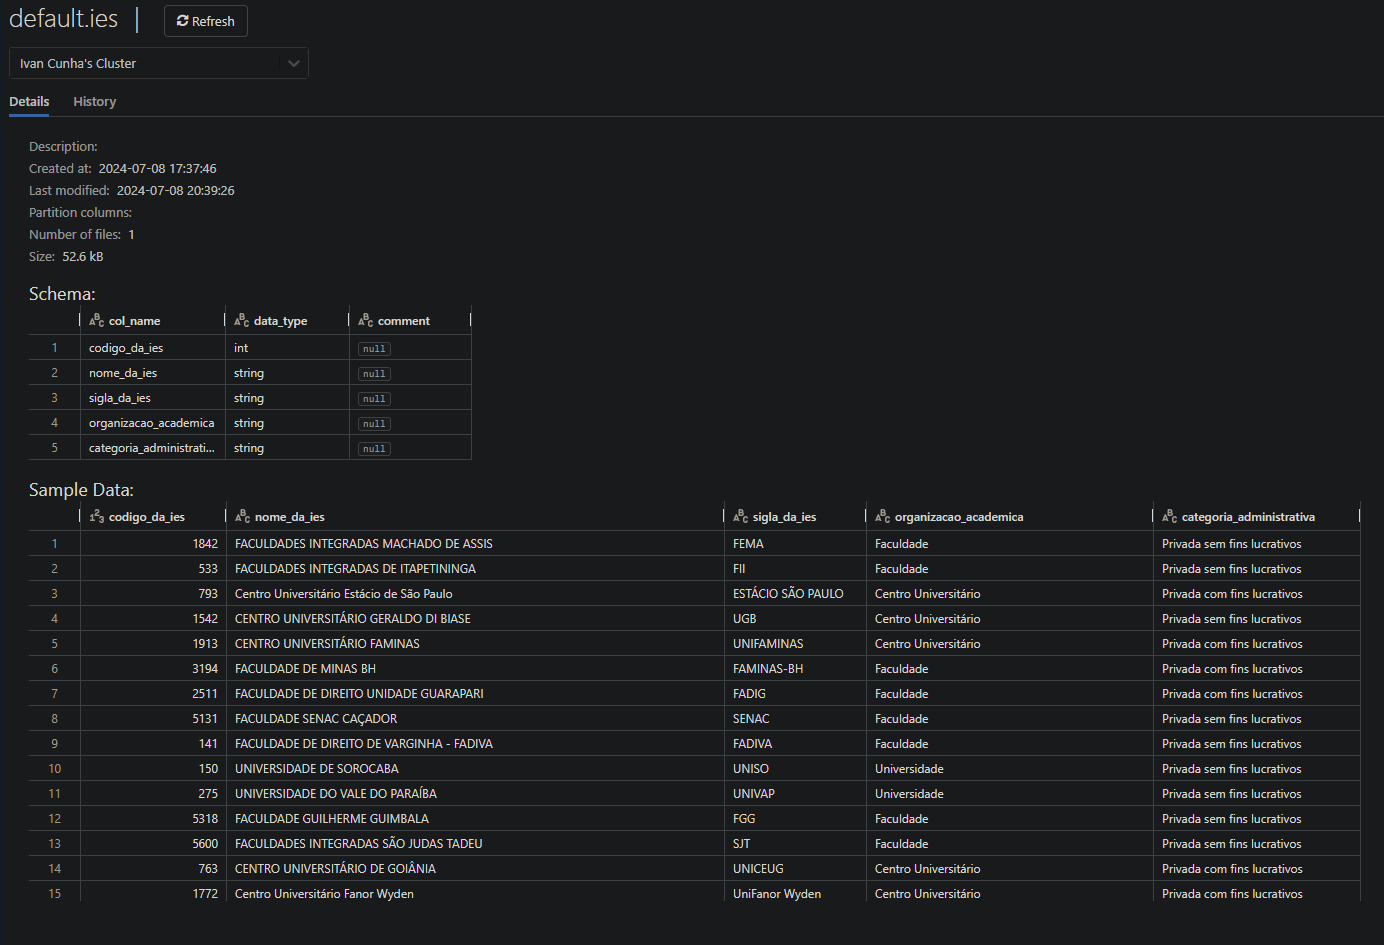 default.ies
Refresh
Ivan Cunha's Cluster
Details History
Description:
Created at: 2024-07-08 17:37:46
Last modified: 2024-07-08 20:39:26
Partition columns:
Number of files: 1
Size: 52.6 kB
Schema:
col_name data_type comment
1 codigo_da_ies int null
2 nome_da_ies string null
3 sigla_da_ies string null
4 organizacao_academica string null
5 categoria_administrati... string null
Sample Data:
codigo_da_ies nome_da_ies sigla_da_ies organizacao_academica categoria_administrativa
1 1842 FACULDADES INTEGRADAS MACHADO DE ASSIS FEMA Faculdade Privada sem fins lucrativos
2 533 FACULDADES INTEGRADAS DE ITAPETININGA FII Faculdade Privada sem fins lucrativos
3 793 Centro Universitário Estácio de São Paulo ESTÁCIO SÃO PAULO Centro Universitário Privada com fins lucrativos
4 1542 CENTRO UNIVERSITÁRIO GERALDO DI BIASE UGB Centro Universitário Privada sem fins lucrativos
5 1913 CENTRO UNIVERSITÁRIO FAMINAS UNIFAMINAS Centro Universitário Privada com fins lucrativos
6 3194 FACULDADE DE MINAS BH FAMINAS-BH Faculdade Privada com fins lucrativos
7 2511 FACULDADE DE DIREITO UNIDADE GUARAPARI FADIG Faculdade Privada com fins lucrativos
8 5131 FACULDADE SENAC CAÇADOR SENAC Faculdade Privada sem fins lucrativos
9 141 FACULDADE DE DIREITO DE VARGINHA - FADIVA FADIVA Faculdade Privada sem fins lucrativos
10 150 UNIVERSIDADE DE SOROCABA UNISO Universidade Privada sem fins lucrativos
11 275 UNIVERSIDADE DO VALE DO PARAÍBA UNIVAP Universidade Privada sem fins lucrativos
12 5318 FACULDADE GUILHERME GUIMBALA FGG Faculdade Privada sem fins lucrativos
13 5600 FACULDADES INTEGRADAS SÃO JUDAS TADEU SJT Faculdade Privada sem fins lucrativos
14 763 CENTRO UNIVERSITÁRIO DE GOIÂNIA UNICEUG Centro Universitário Privada com fins lucrativos
15 1772 Centro Universitário Fanor Wyden UniFanor Wyden Centro Universitário Privada com fins lucrativos